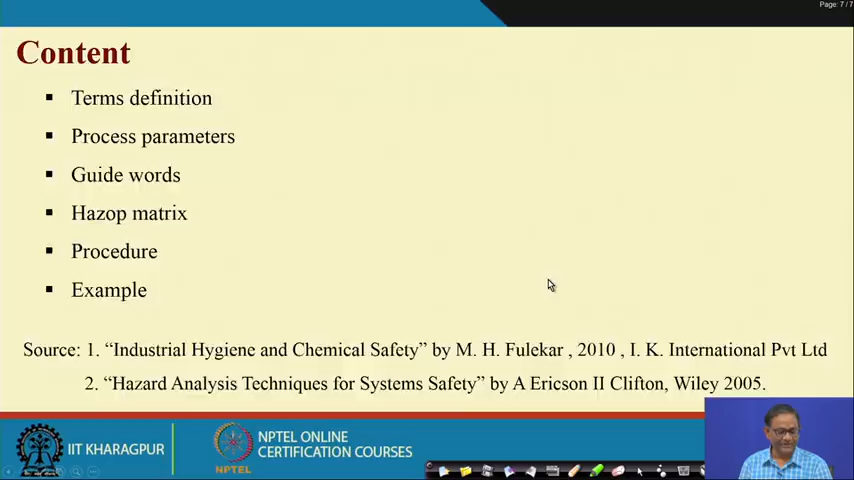 Page: 7 / 7
Content
▪ Terms definition
▪ Process parameters
▪ Guide words
▪ Hazop matrix
▪ Procedure
▪ Example
Source: 1. “Industrial Hygiene and Chemical Safety” by M. H. Fulekar , 2010 , I. K. International Pvt Ltd
2. “Hazard Analysis Techniques for Systems Safety” by A Ericson II Clifton, Wiley 2005.
IIT KHARAGPUR
NPTEL
NPTEL ONLINE
CERTIFICATION COURSES